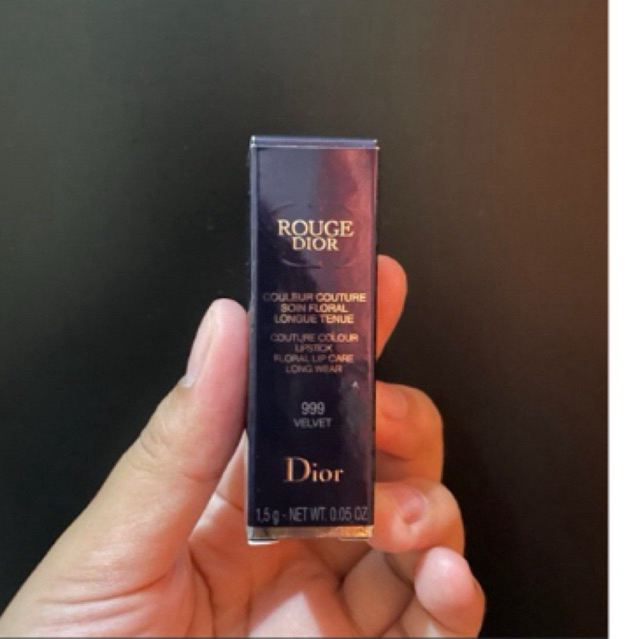 ROUGE
DIOR
COULEUR COUTURE
SOIN FLORAL
LONGUE TENUE
COUTURE COLOUR
LIPSTICK
FLORAL LIP CARE
LONG WEAR
999
VELVET
Dior
1,5 g - NET WT. 0.05 OZ